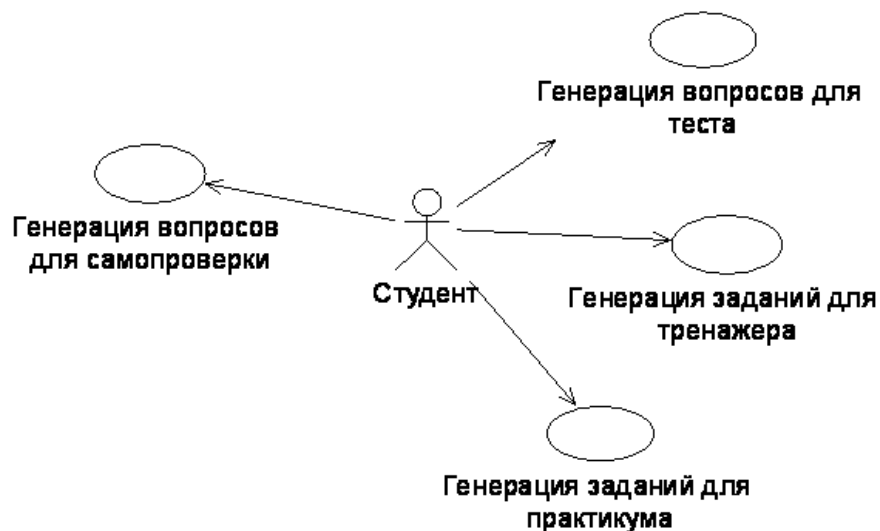 Генерация вопросов для
теста
Генерация вопросов
для самопроверки
Студент
Генерация заданий для
тренажера
Генерация заданий для
практикума